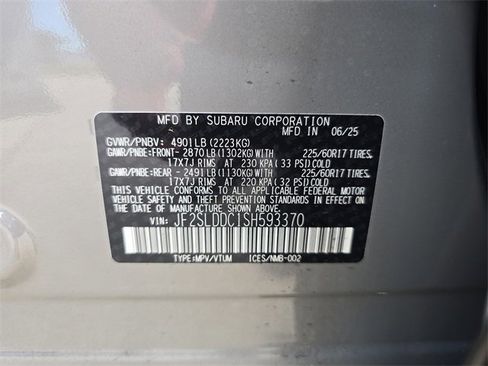 MFD BY SUBARU CORPORATION
MFD IN 06/25
GVWR/PNBV: 4901LB(2223KG)
GAWR/PNBE:FRONT- 2870LB(1302KG)WITH 225/60R17 TIRES,
17X7J RIMS AT 230 KPA( 33 PSI)COLD
GAWR/PNBE:REAR - 2491LB(1130KG)WITH 225/60R17 TIRES,
17X7J RIMS AT 220 KPA( 32 PSI)COLD
THIS VEHICLE CONFORMS TO ALL APPLICABLE FEDERAL MOTOR
VEHICLE SAFETY AND THEFT PREVENTION STANDARDS IN EFFECT
ON THE DATE OF MANUFACTURE SHOWN ABOVE.
VIN: JF2SLDDC1SH593370
TYPE:MPV/VTUM ICES/NMB-002